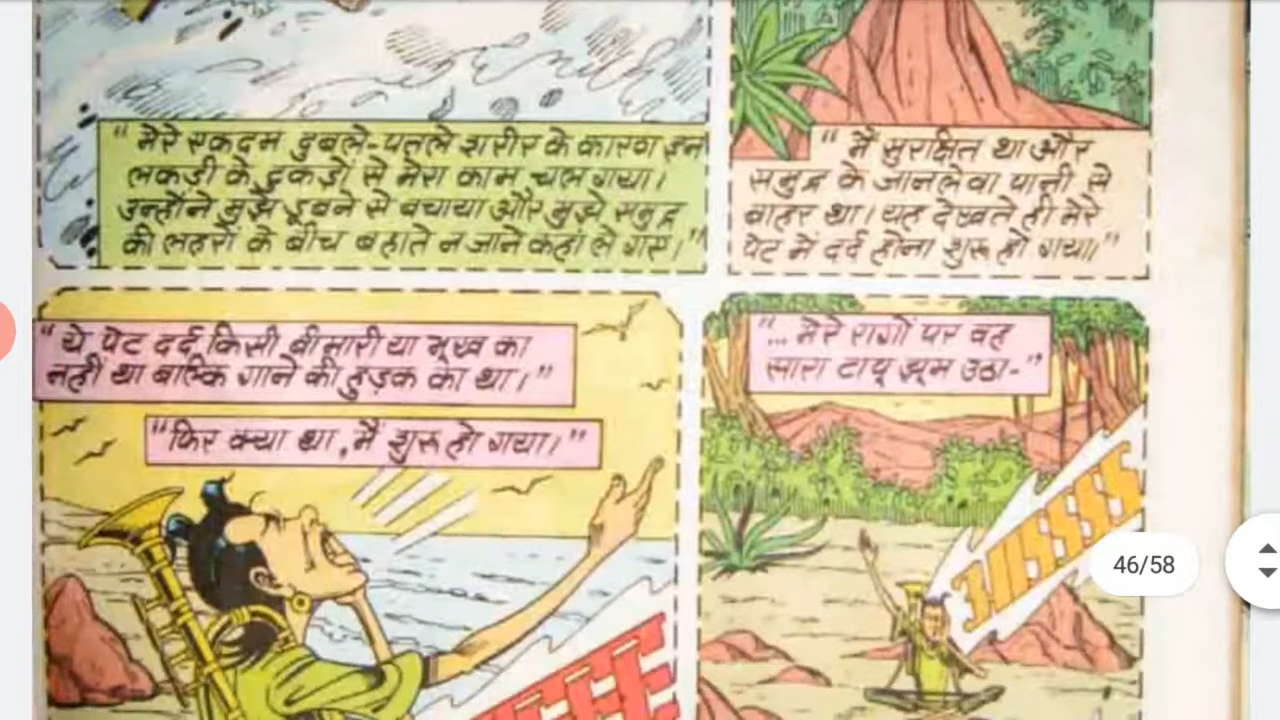 “मेरे एकदम दुबले-पतले शरीर के कारण इन
लकड़ी के टुकड़ों से मेरा काम चल गया।
उन्होंने मुझे डूबने से बचाया और मुझे समुद्र
की लहरों के बीच बहाते न जाने कहां ले गए।”
“मैं सुरक्षित था और
समुद्र के जानलेवा पानी से
बाहर था। यह देखते ही मेरे
पेट में दर्द होना शुरू हो गया।”
“ये पेट दर्द किसी बीमारी या भूख का
नहीं था बल्कि गाने की हुड़क का था।”
“फिर क्या था, मैं शुरू हो गया।”
“... मेरे रागों पर वह
सारा टापू झूम उठा-”
आSSSSS
46/58